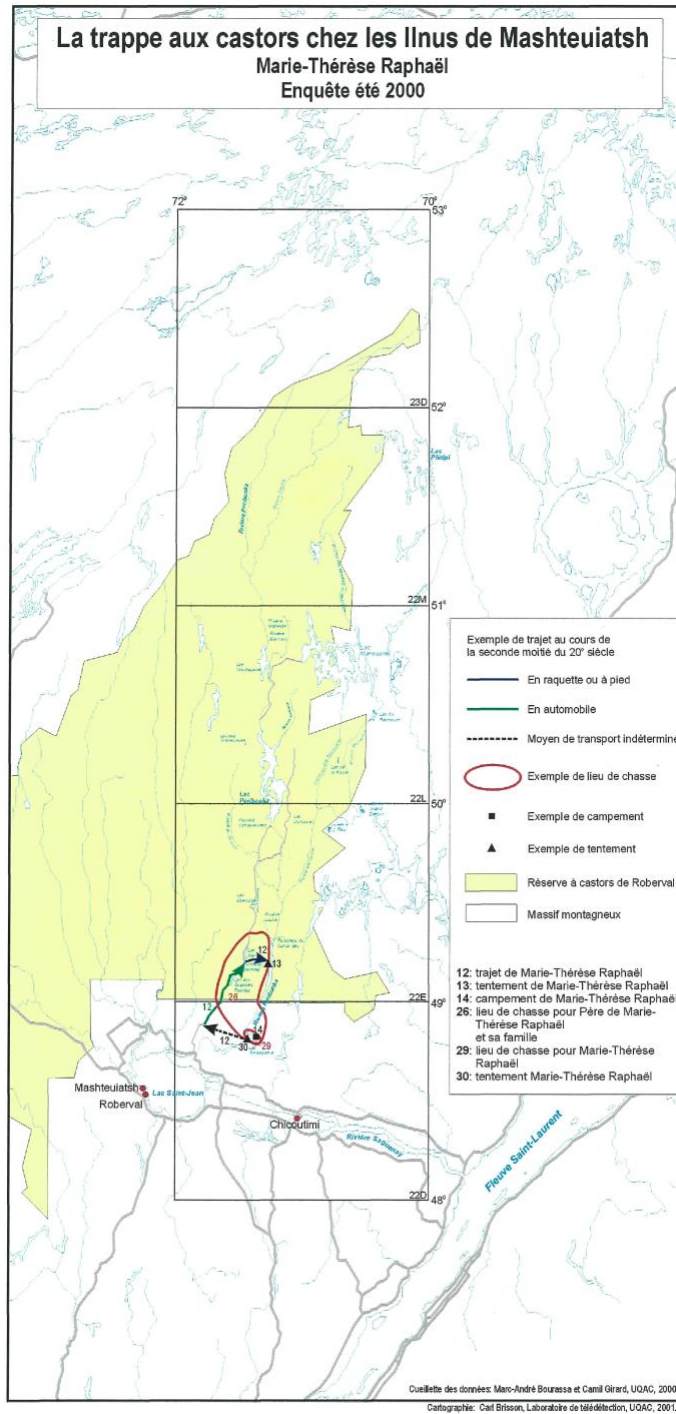 La trappe aux castors chez les Ilnus de Mashteuiatsh
Marie-Thérèse Raphaël
Enquête été 2000
72°
70°
53°
23D
52°
Lac
Plétipi
Rivière Péribonka
22M
51°
Exemple de trajet au cours de
la seconde moitié du 20° siècle
En raquette ou à pied
En automobile
Moyen de transport indéterminé
Exemple de lieu de chasse
Exemple de campement
Exemple de tentement
Réserve à castors de Roberval
Massif montagneux
22L
50°
Lac
Péribonka
12
13
26
22E
49°
12
14
12
30
29
12: trajet de Marie-Thérèse Raphaël
13: tentement de Marie-Thérèse Raphaël
14: campement de Marie-Thérèse Raphaël
26: lieu de chasse pour Père de Marie-
Thérèse Raphaël
et sa famille
29: lieu de chasse pour Marie-Thérèse
Raphaël
30: tentement Marie-Thérèse Raphaël
Mashteuiatsh
Roberval
Lac Saint-Jean
Chicoutimi
Rivière Saguenay
Fleuve Saint-Laurent
22D
48°
Cueillette des données: Marc-André Bourassa et Camil Girard, UQAC, 2000
Cartographie: Carl Brisson, Laboratoire de télédétection, UQAC, 2001.